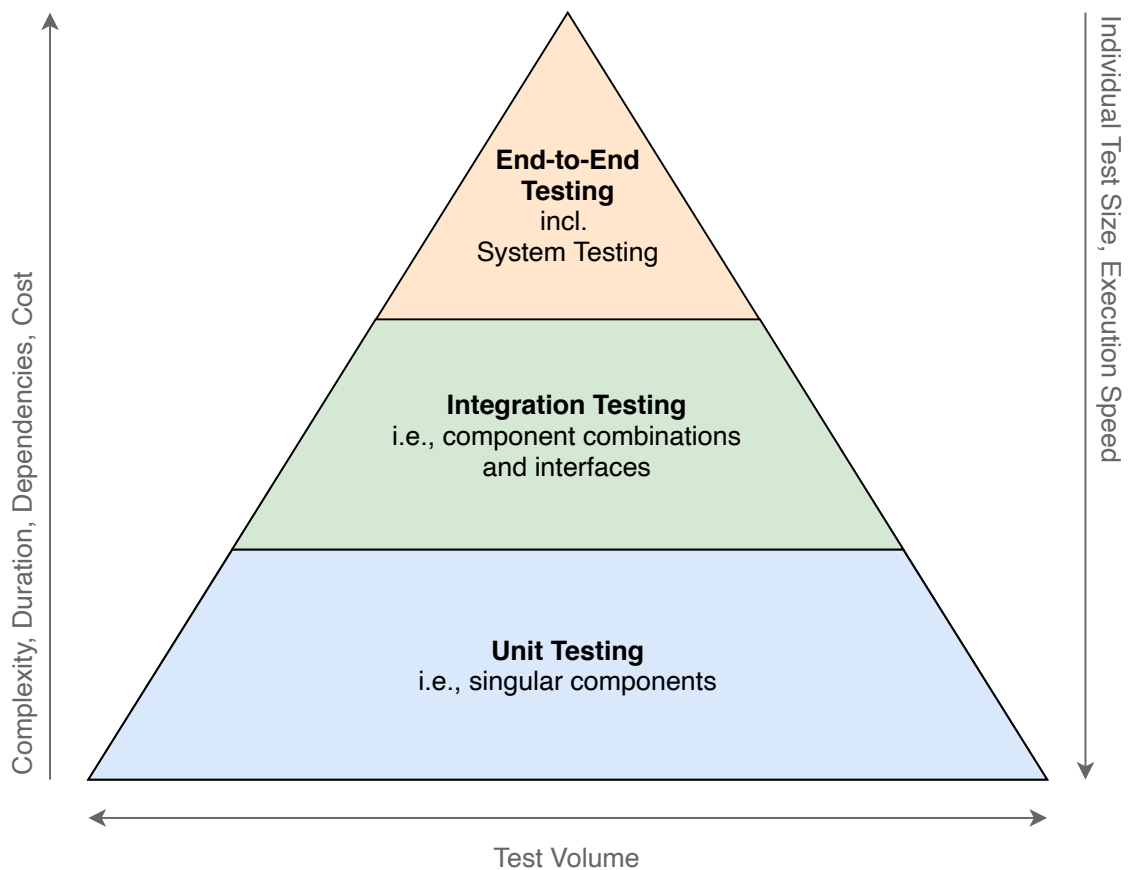 End-to-End
Testing
incl.
System Testing
Integration Testing
i.e., component combinations
and interfaces
Unit Testing
i.e., singular components
Complexity, Duration, Dependencies, Cost
Individual Test Size, Execution Speed
Test Volume